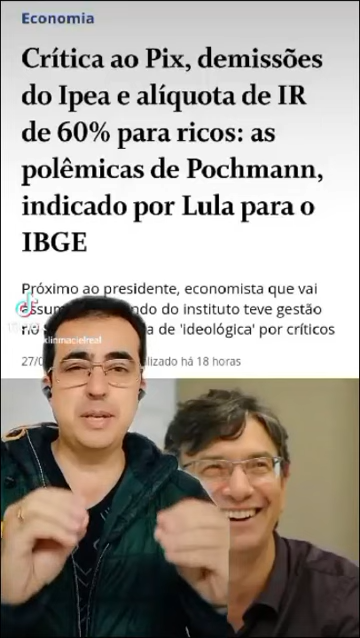 Economia
Crítica ao Pix, demissões
do Ipea e alíquota de IR
de 60% para ricos: as
polêmicas de Pochmann,
indicado por Lula para o
IBGE
Próximo ao presidente, economista que vai
do do instituto teve gestão
de 'ideológica' por críticos
klinmacielreal
há 18 horas